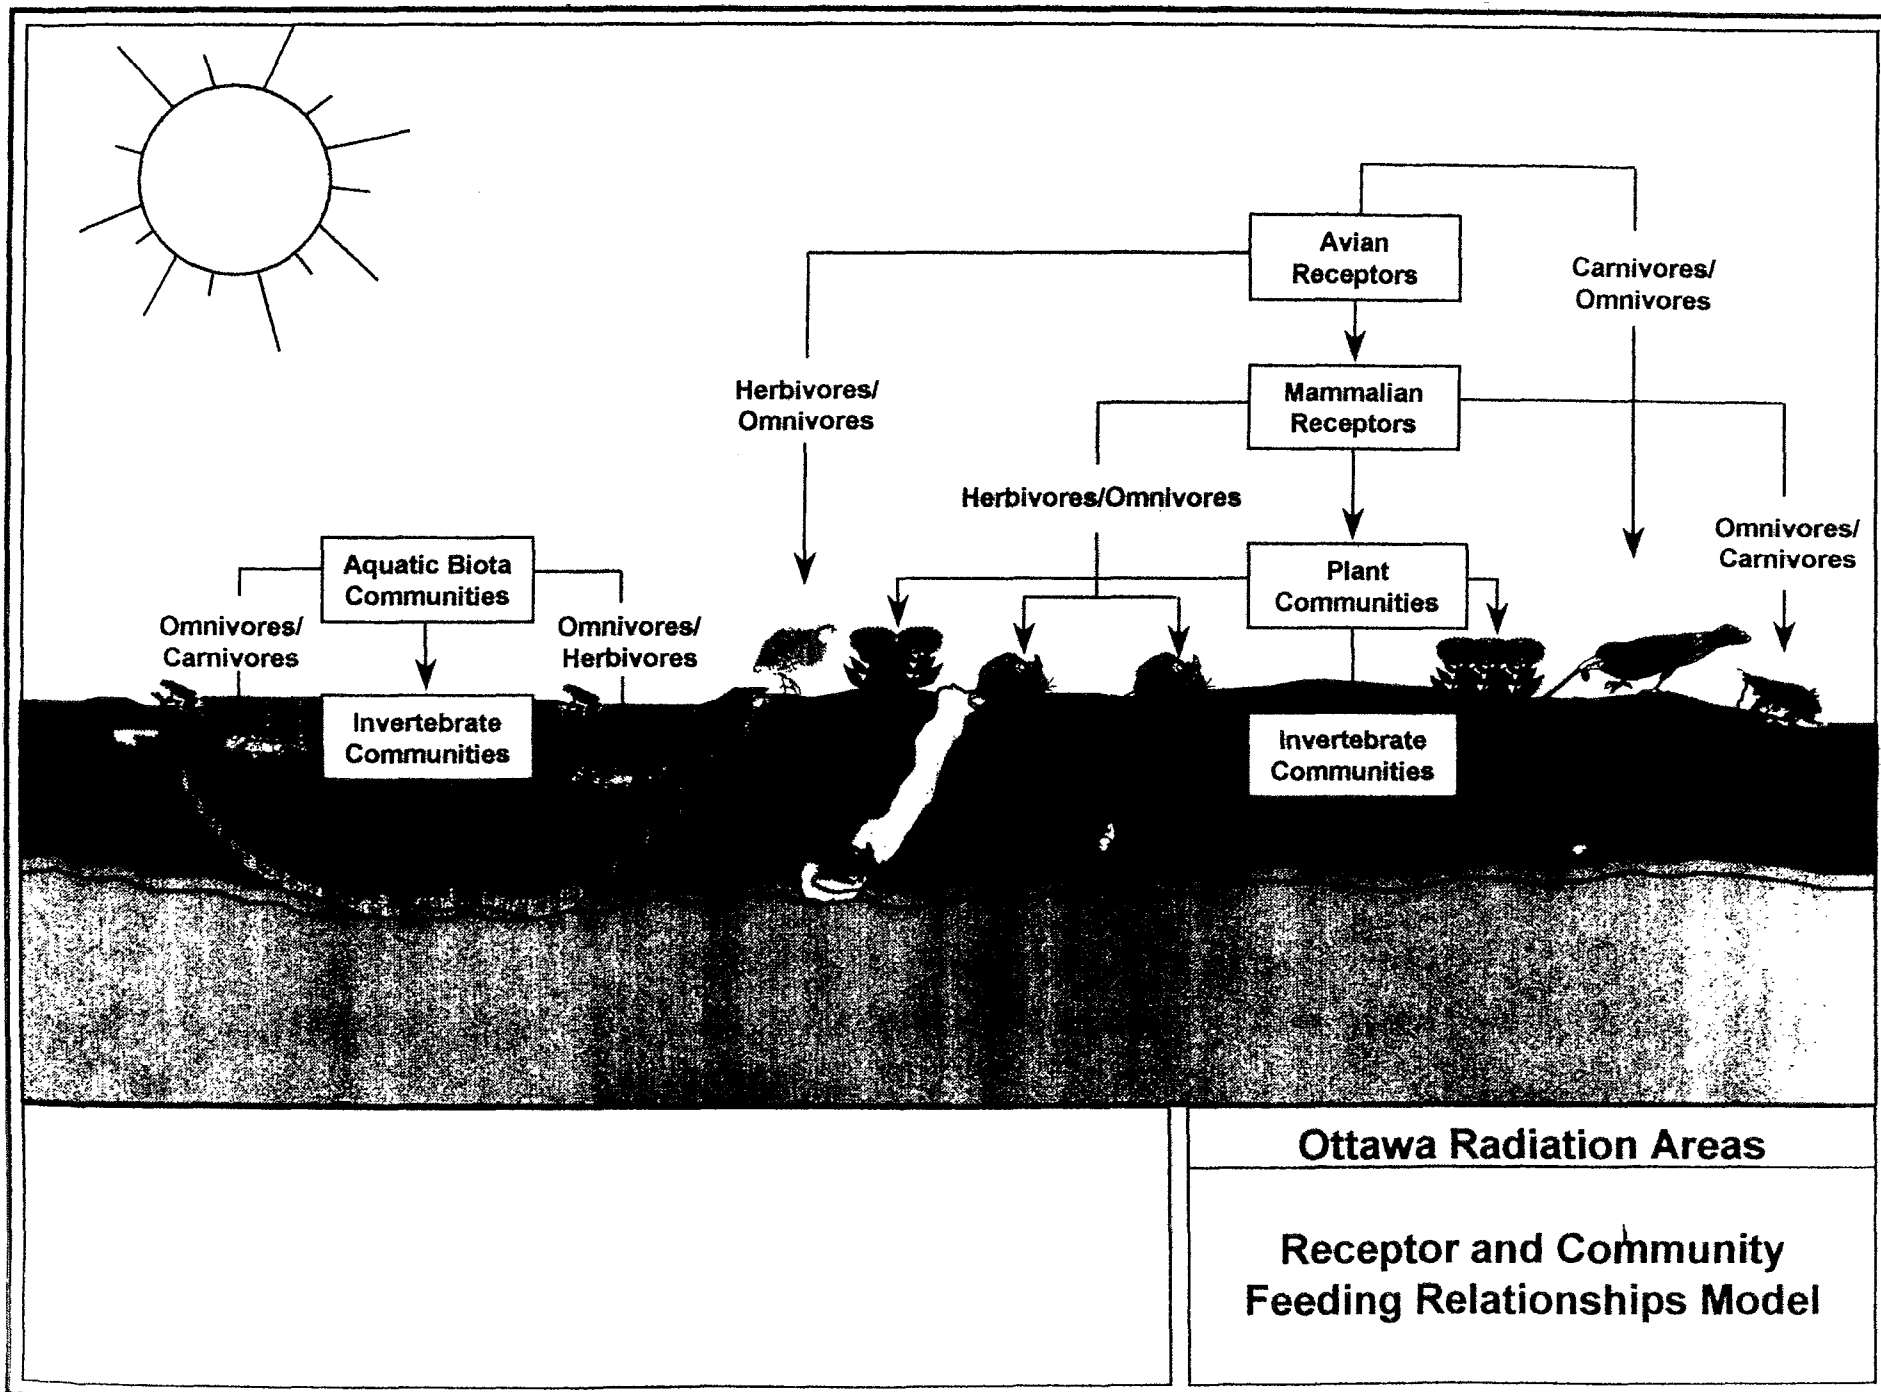 Avian
Receptors
Carnivores/
Omnivores
Herbivores/
Omnivores
Mammalian
Receptors
Herbivores/Omnivores
Omnivores/
Carnivores
Aquatic Biota
Communities
Plant
Communities
Omnivores/
Carnivores
Omnivores/
Herbivores
Invertebrate
Communities
Invertebrate
Communities
Ottawa Radiation Areas
Receptor and Community
Feeding Relationships Model